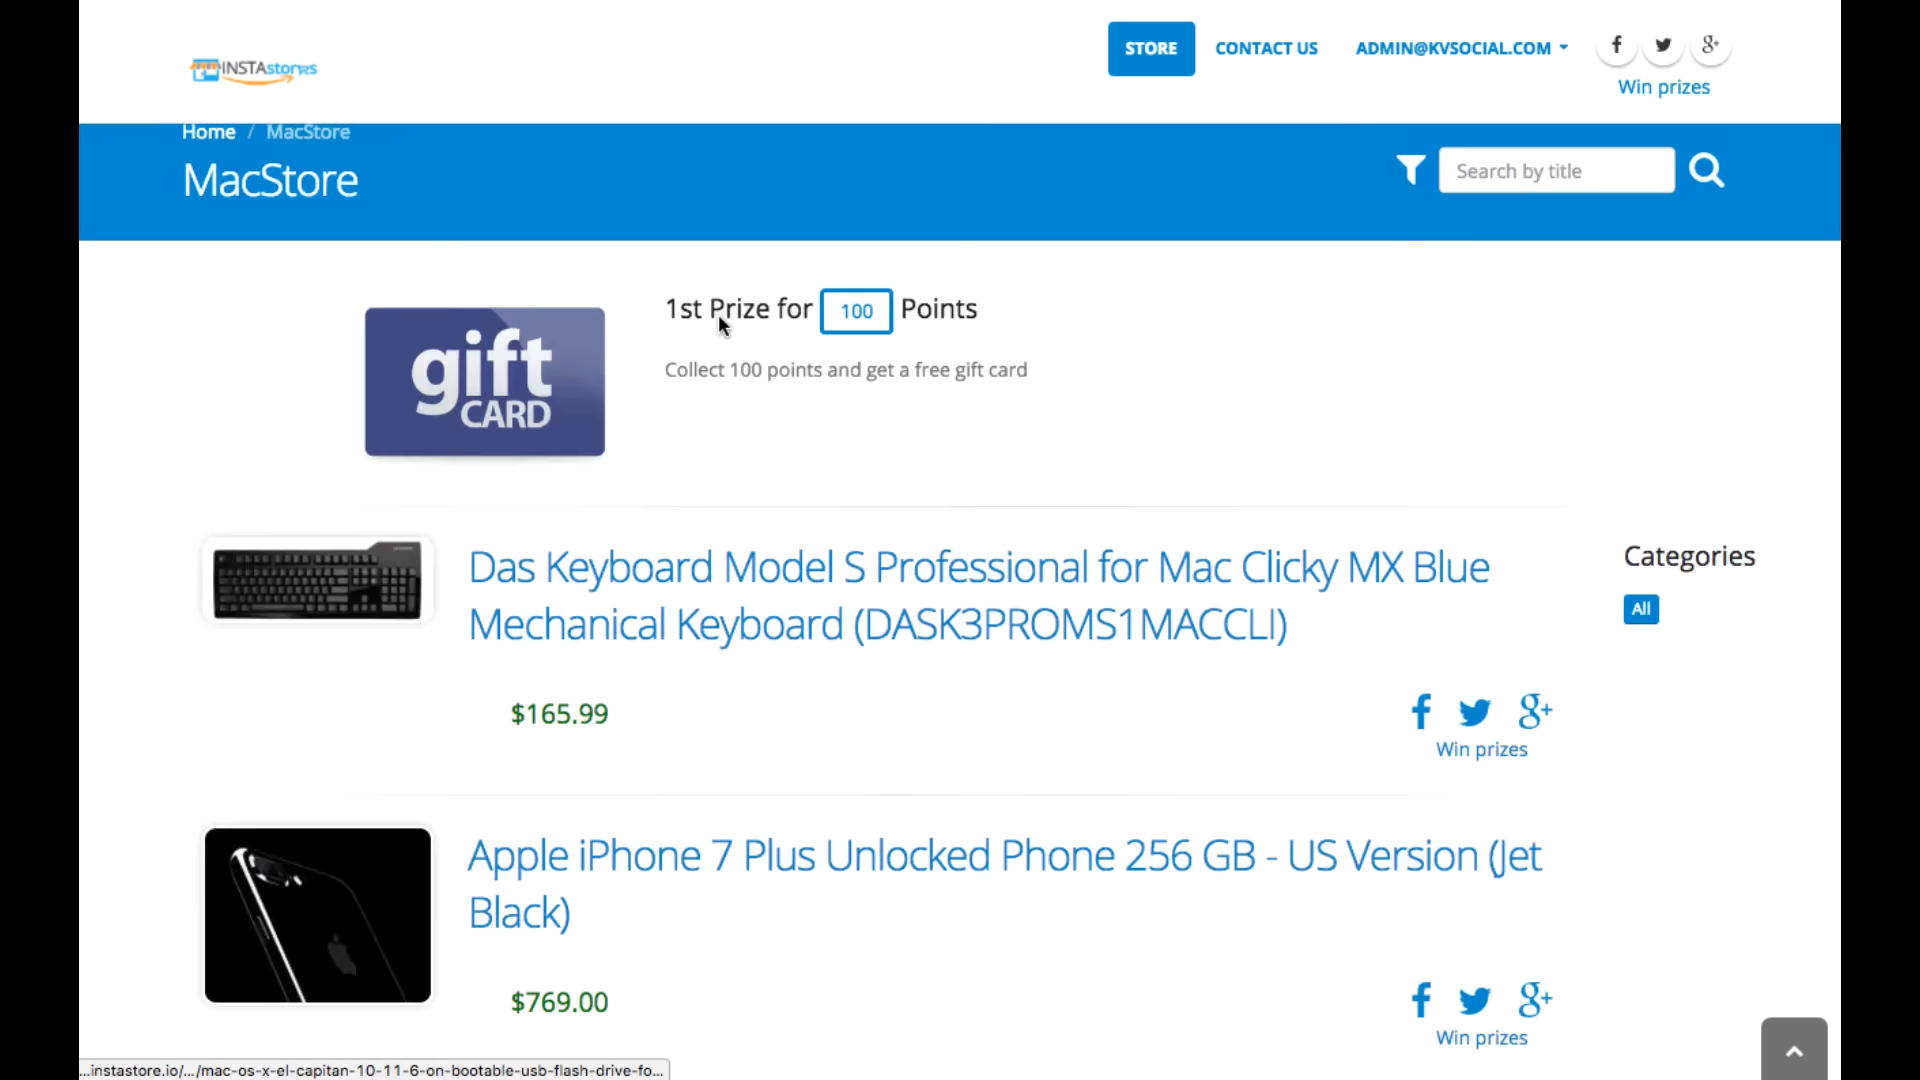 INSTAstores
STORE
CONTACT US
ADMIN@KVSOCIAL.COM
Win prizes
Home / MacStore
MacStore
Search by title
gift
CARD
1st Prize for 100 Points
Collect 100 points and get a free gift card
Das Keyboard Model S Professional for Mac Clicky MX Blue
Mechanical Keyboard (DASK3PROMS1MACCLI)
$165.99
Win prizes
Categories
All
Apple iPhone 7 Plus Unlocked Phone 256 GB - US Version (Jet
Black)
$769.00
Win prizes
...instastore.io/.../mac-os-x-el-capitan-10-11-6-on-bootable-usb-flash-drive-fo...